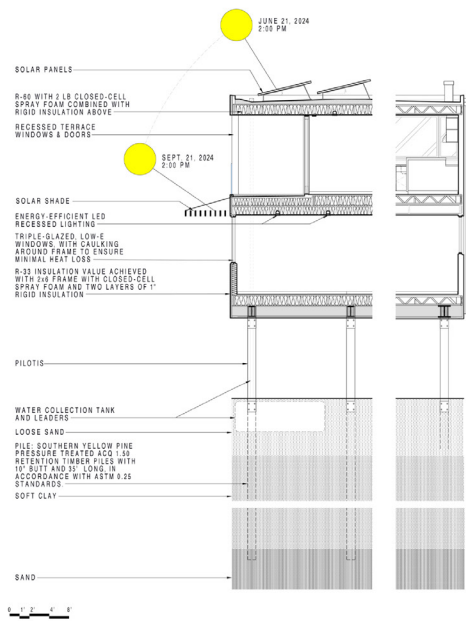 JUNE 21, 2024
2:00 PM
SOLAR PANELS
R-60 WITH 2 LB CLOSED-CELL
SPRAY FOAM COMBINED WITH
RIGID INSULATION ABOVE
RECESSED TERRACE
WINDOWS & DOORS
SEPT. 21, 2024
2:00 PM
SOLAR SHADE
ENERGY-EFFICIENT LED
RECESSED LIGHTING
TRIPLE-GLAZED, LOW-E
WINDOWS, WITH CAULKING
AROUND FRAME TO ENSURE
MINIMAL HEAT LOSS
R-33 INSULATION VALUE ACHIEVED
WITH 2x6 FRAME WITH CLOSED-CELL
SPRAY FOAM AND TWO LAYERS OF 1"
RIGID INSULATION
PILOTIS
WATER COLLECTION TANK
AND LEADERS
LOOSE SAND
PILE: SOUTHERN YELLOW PINE
PRESSURE TREATED ACQ 1.50
RETENTION TIMBER PILES WITH
10" BUTT AND 35' LONG, IN
ACCORDANCE WITH ASTM 0.25
STANDARDS.
SOFT CLAY
SAND
0 1' 2' 4' 8'